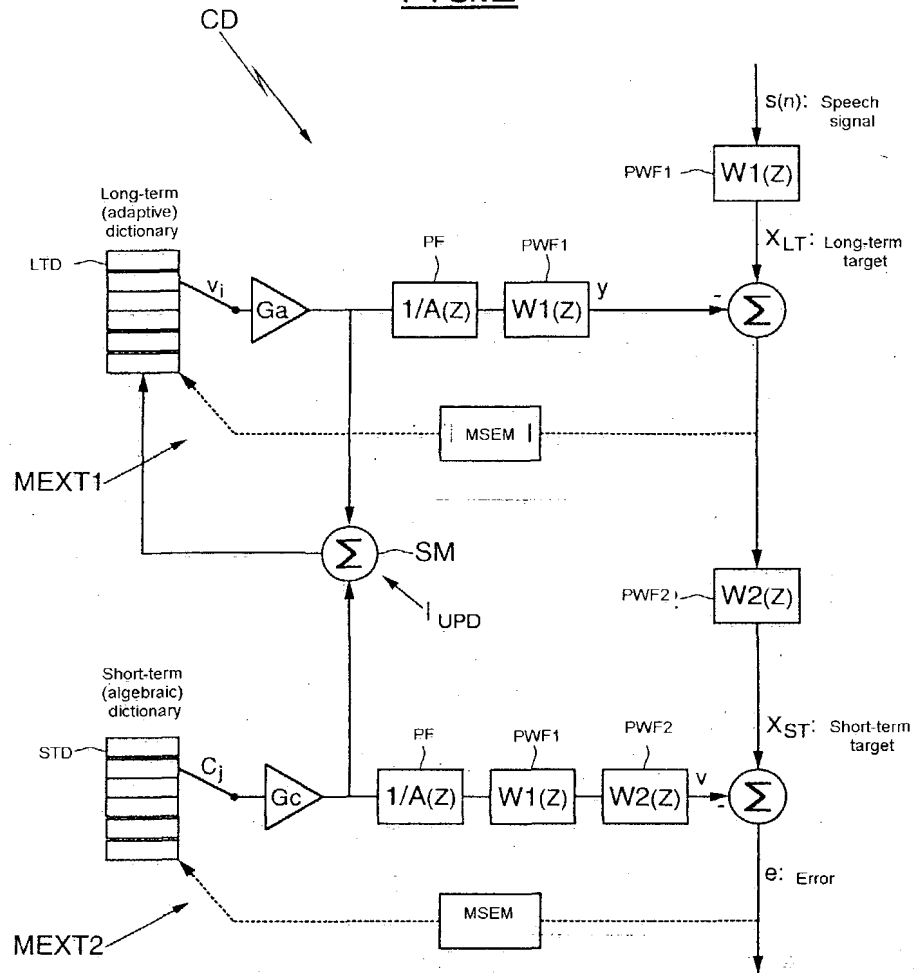 CD
s(n): Speech
signal
PWF1
W1(Z)
Long-term
(adaptive)
dictionary
LTD
vi
Ga
PF
1/A(Z)
PWF1
W1(Z)
y
XLT: Long-term
target
-
Σ
MSEM
MEXT1
Σ
SM
IUPD
PWF2
W2(Z)
Short-term
(algebraic)
dictionary
STD
Cj
Gc
PF
1/A(Z)
PWF1
W1(Z)
PWF2
W2(Z)
v
XST: Short-term
target
-
Σ
e: Error
MSEM
MEXT2